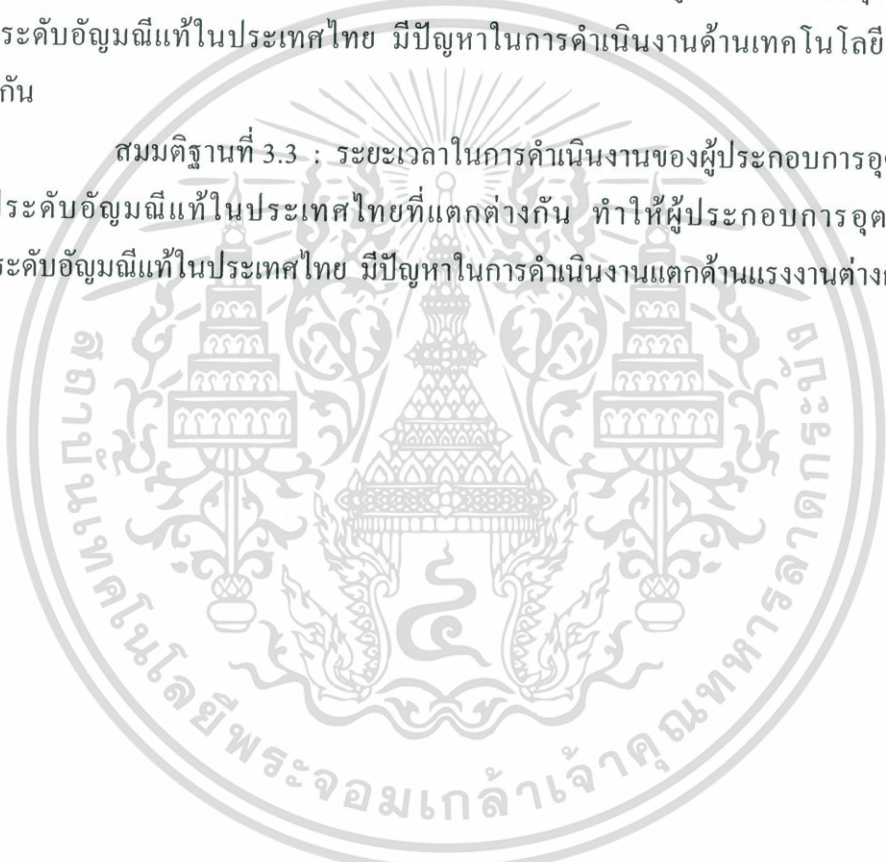 ระดับอัญมณีแท้ในประเทศไทย มีปัญหาในการดำเนินงานด้านเทคโนโลยี
กัน
สมมติฐานที่ 3.3 : ระยะเวลาในการดำเนินงานของผู้ประกอบการอุ
ประดับอัญมณีแท้ในประเทศไทยที่แตกต่างกัน ทำให้ผู้ประกอบการอุต
ระดับอัญมณีแท้ในประเทศไทย มีปัญหาในการดำเนินงานแตกด้านแรงงานต่าง
สถาบันเทคโนโลยีพระจอมเกล้าเจ้าคุณทหารลาดกระบัง